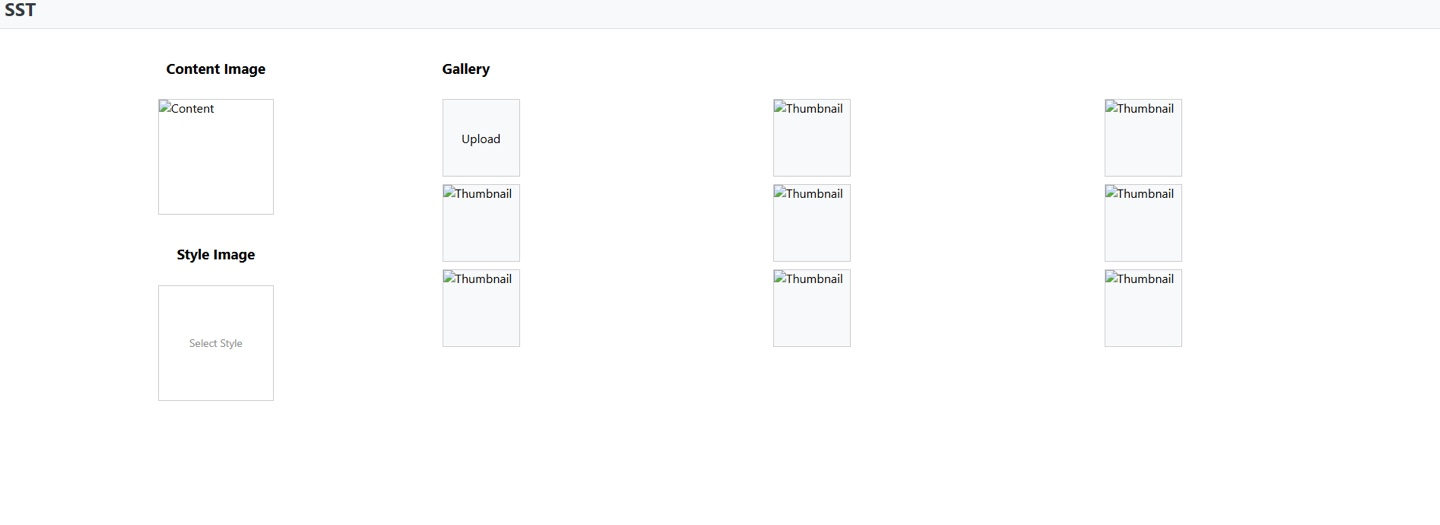 SST
Content Image
Content
Style Image
Select Style
Gallery
Upload
Thumbnail
Thumbnail
Thumbnail
Thumbnail
Thumbnail
Thumbnail
Thumbnail
Thumbnail